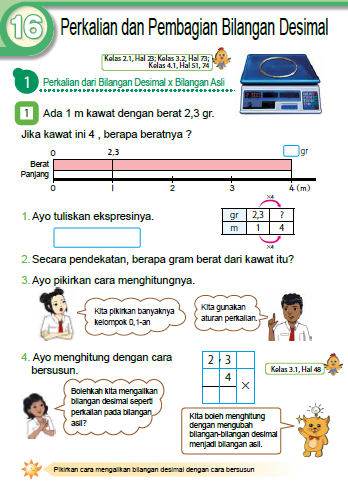 16 Perkalian dan Pembagian Bilangan Desimal
Kelas 2.1, Hal 23; Kelas 3.2, Hal 73;
Kelas 4.1, Hal 51, 74
1 Perkalian dari Bilangan Desimal x Bilangan Asli
1 Ada 1 m kawat dengan berat 2,3 gr.
Jika kawat ini 4 , berapa beratnya ?
0 2,3 gr
Berat
Panjang
0 1 2 3 4 (m)
1. Ayo tuliskan ekspresinya.
×4
gr 2,3 ?
m 1 4
×4
2. Secara pendekatan, berapa gram berat dari kawat itu?
3. Ayo pikirkan cara menghitungnya.
Kita pikirkan banyaknya
kelompok 0,1-an
Kita gunakan
aturan perkalian.
4. Ayo menghitung dengan cara
bersusun.
2 , 3
4 ×
Kelas 3.1, Hal 48
Bolehkah kita mengalikan
bilangan desimal seperti
perkalian pada bilangan
asli?
Kita boleh menghitung
dengan mengubah
bilangan-bilangan desimal
menjadi bilangan asli.
Pikirkan cara mengalikan bilangan desimal dengan cara bersusun